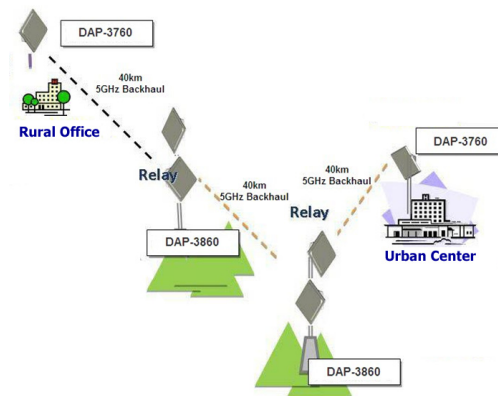 DAP-3760
40km
5GHz Backhaul
Rural Office
Relay
DAP-3860
40km
5GHz Backhaul
Relay
40km
5GHz Backhaul
DAP-3760
Urban Center
DAP-3860